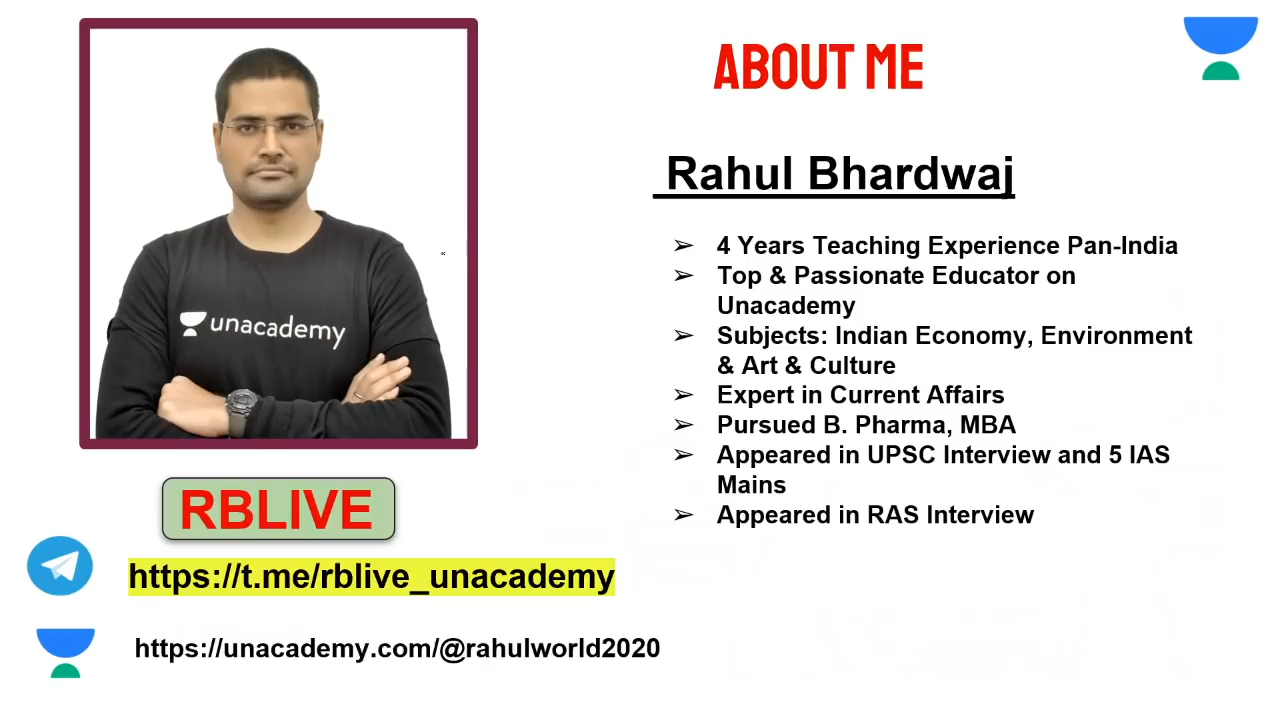 ABOUT ME
Rahul Bhardwaj
➢ 4 Years Teaching Experience Pan-India
➢ Top & Passionate Educator on
Unacademy
➢ Subjects: Indian Economy, Environment
& Art & Culture
➢ Expert in Current Affairs
➢ Pursued B. Pharma, MBA
➢ Appeared in UPSC Interview and 5 IAS
Mains
➢ Appeared in RAS Interview
unacademy
RBLIVE
https://t.me/rblive_unacademy
https://unacademy.com/@rahulworld2020